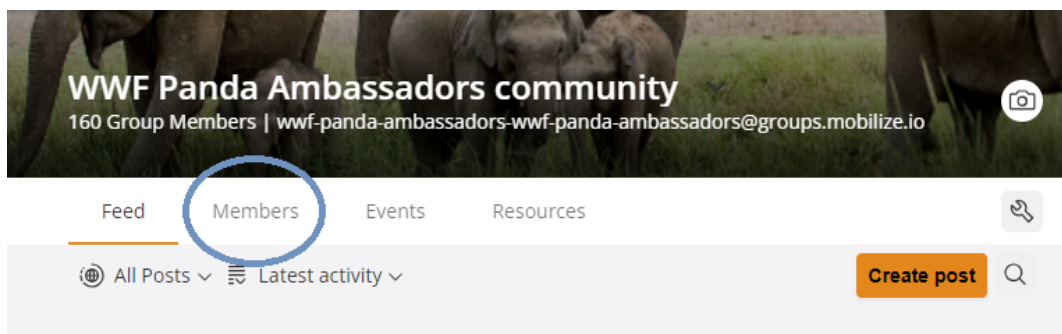 WWF Panda Ambassadors community
160 Group Members | wwf-panda-ambassadors-wwf-panda-ambassadors@groups.mobilize.io
Feed Members Events Resources
All Posts Latest activity Create post